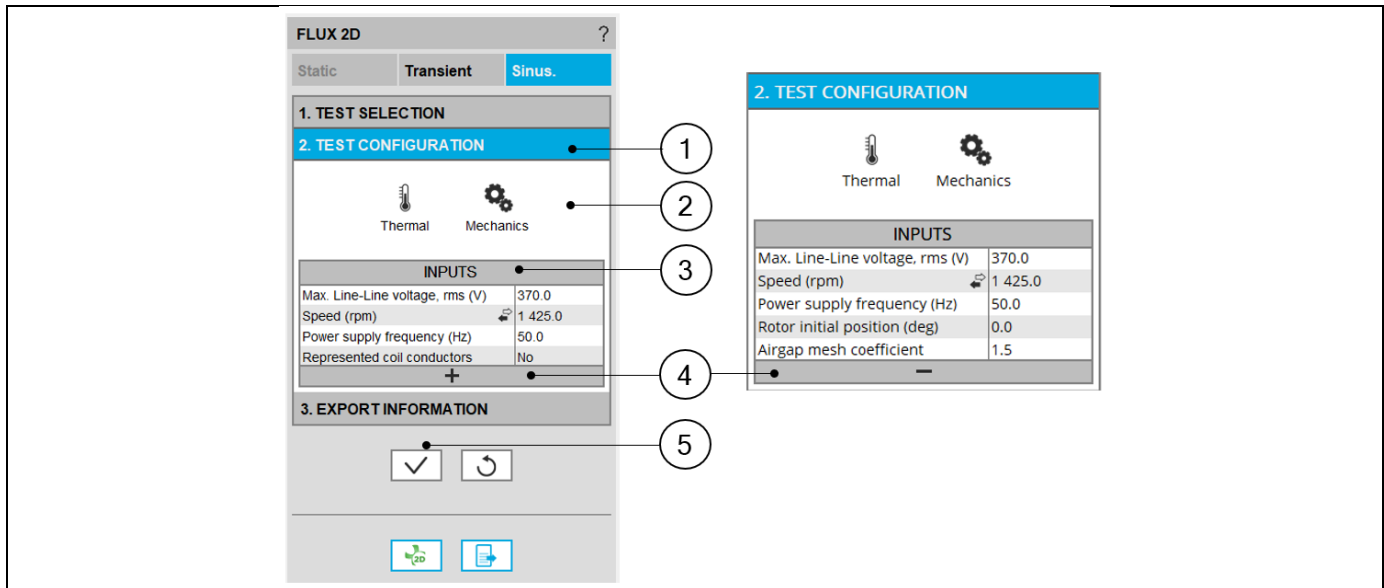 FLUX 2D ?
Static Transient Sinus.
1. TEST SELECTION
2. TEST CONFIGURATION
Thermal Mechanics
INPUTS
Max. Line-Line voltage, rms (V) 370.0
Speed (rpm) 1 425.0
Power supply frequency (Hz) 50.0
Represented coil conductors No
+
3. EXPORT INFORMATION
2D
1
2
3
4
5
2. TEST CONFIGURATION
Thermal Mechanics
INPUTS
Max. Line-Line voltage, rms (V) 370.0
Speed (rpm) 1 425.0
Power supply frequency (Hz) 50.0
Rotor initial position (deg) 0.0
Airgap mesh coefficient 1.5
−